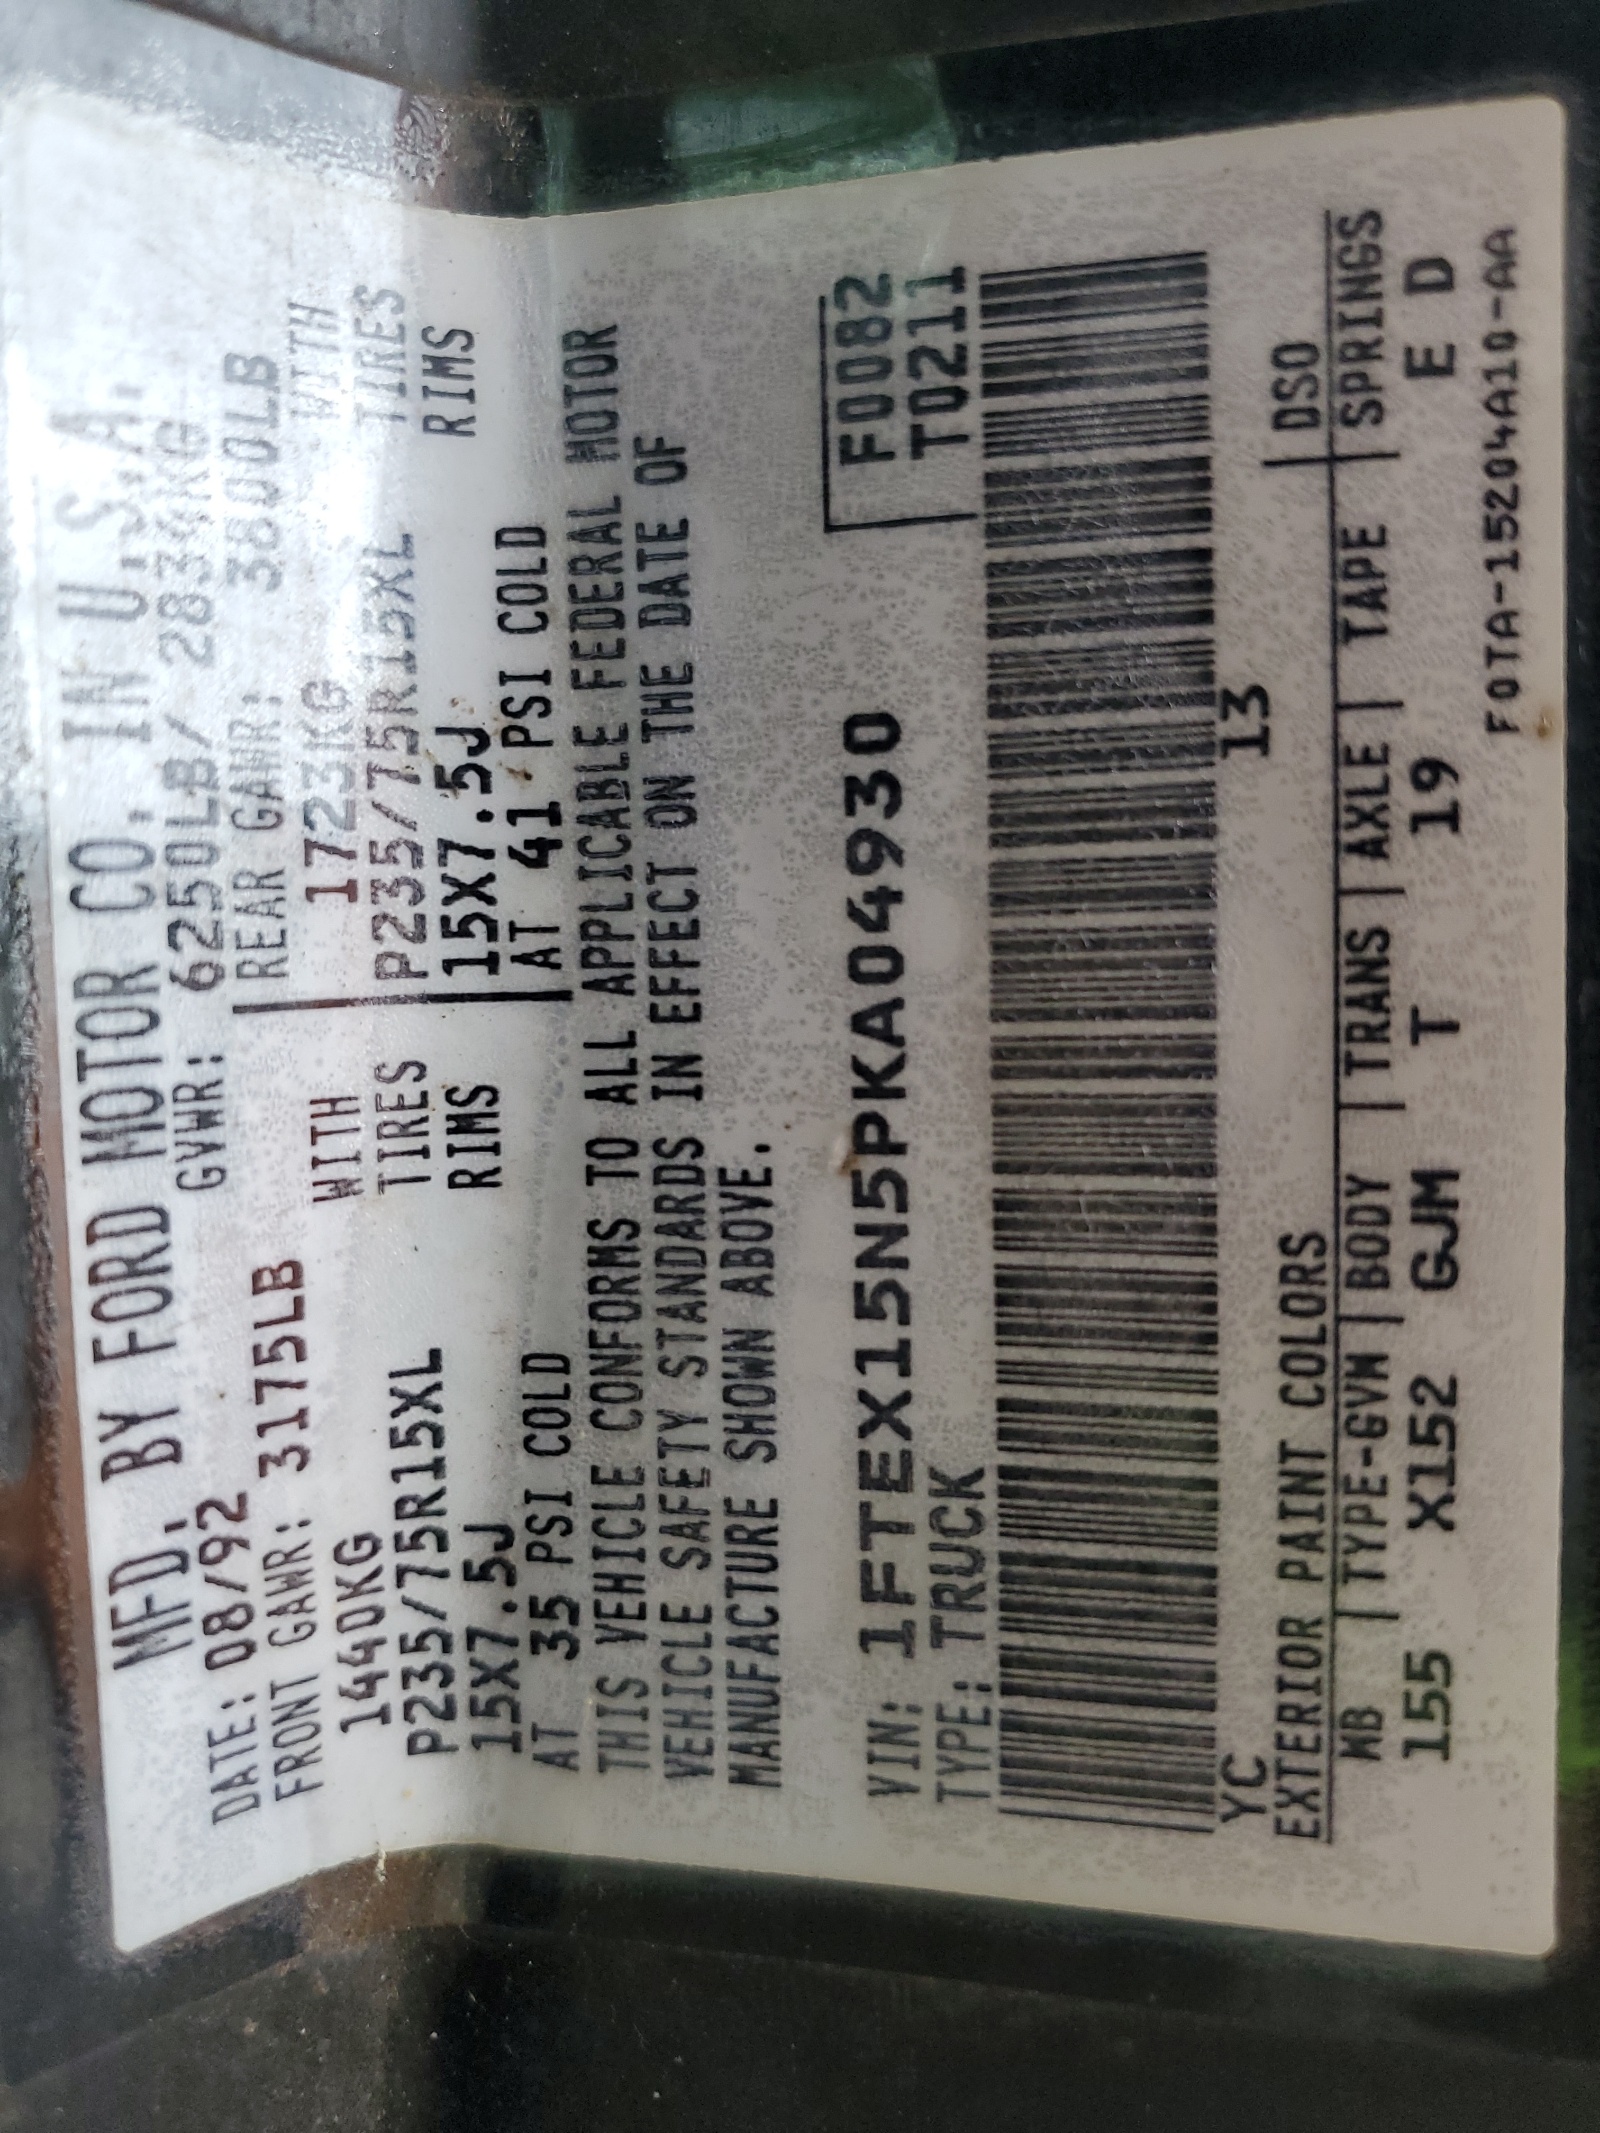 MFD. BY FORD MOTOR CO. IN U.S.A.
DATE: 08/92 GVWR: 6250LB/ 2834KG
FRONT GAWR: 3175LB REAR GAWR: 3800LB
1440KG WITH 1723KG WITH
P235/75R15XL TIRES P235/75R15XL TIRES
15X7.5J RIMS 15X7.5J RIMS
AT 35 PSI COLD AT 41 PSI COLD
THIS VEHICLE CONFORMS TO ALL APPLICABLE FEDERAL MOTOR
VEHICLE SAFETY STANDARDS IN EFFECT ON THE DATE OF
MANUFACTURE SHOWN ABOVE.
VIN: 1FTEX15N5PKA04930 F0082
TYPE: TRUCK T0211
YC 13
EXTERIOR PAINT COLORS DSO
WB TYPE-GVW BODY TRANS AXLE TAPE SPRINGS
155 X152 GJM T 19 E D
F0TA-15204A10-AA